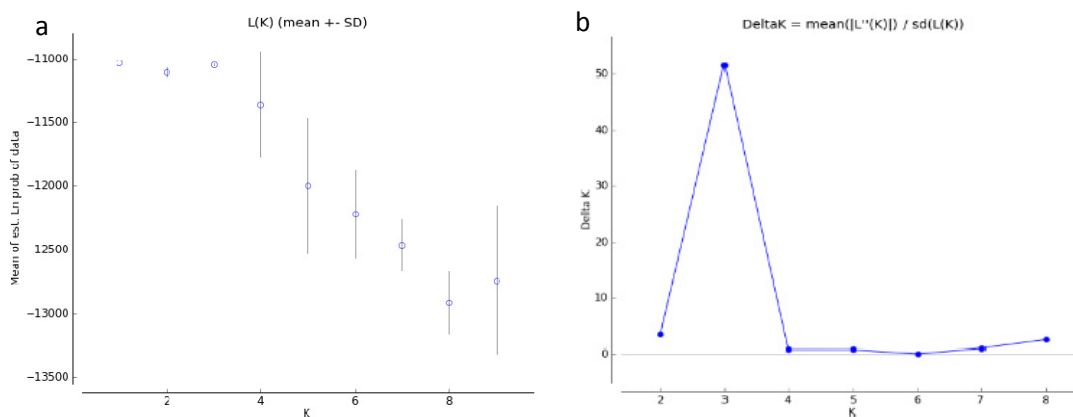 a
L(K) (mean +- SD)
Mean of est. Ln prob of data
−11000
−11500
−12000
−12500
−13000
−13500
2
4
6
8
K
b
DeltaK = mean(|L"(K)|) / sd(L(K))
Delta K
50
40
30
20
10
0
2
3
4
5
6
7
8
K